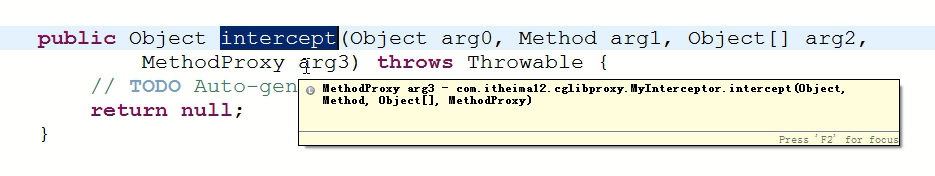 public Object intercept(Object arg0, Method arg1, Object[] arg2,
MethodProxy arg3) throws Throwable {
// TODO Auto-gen
MethodProxy arg3 - com.itheima12.cglibproxy.MyInterceptor.intercept(Object,
Method, Object[], MethodProxy)
return null;
Press 'F2' for focus
}